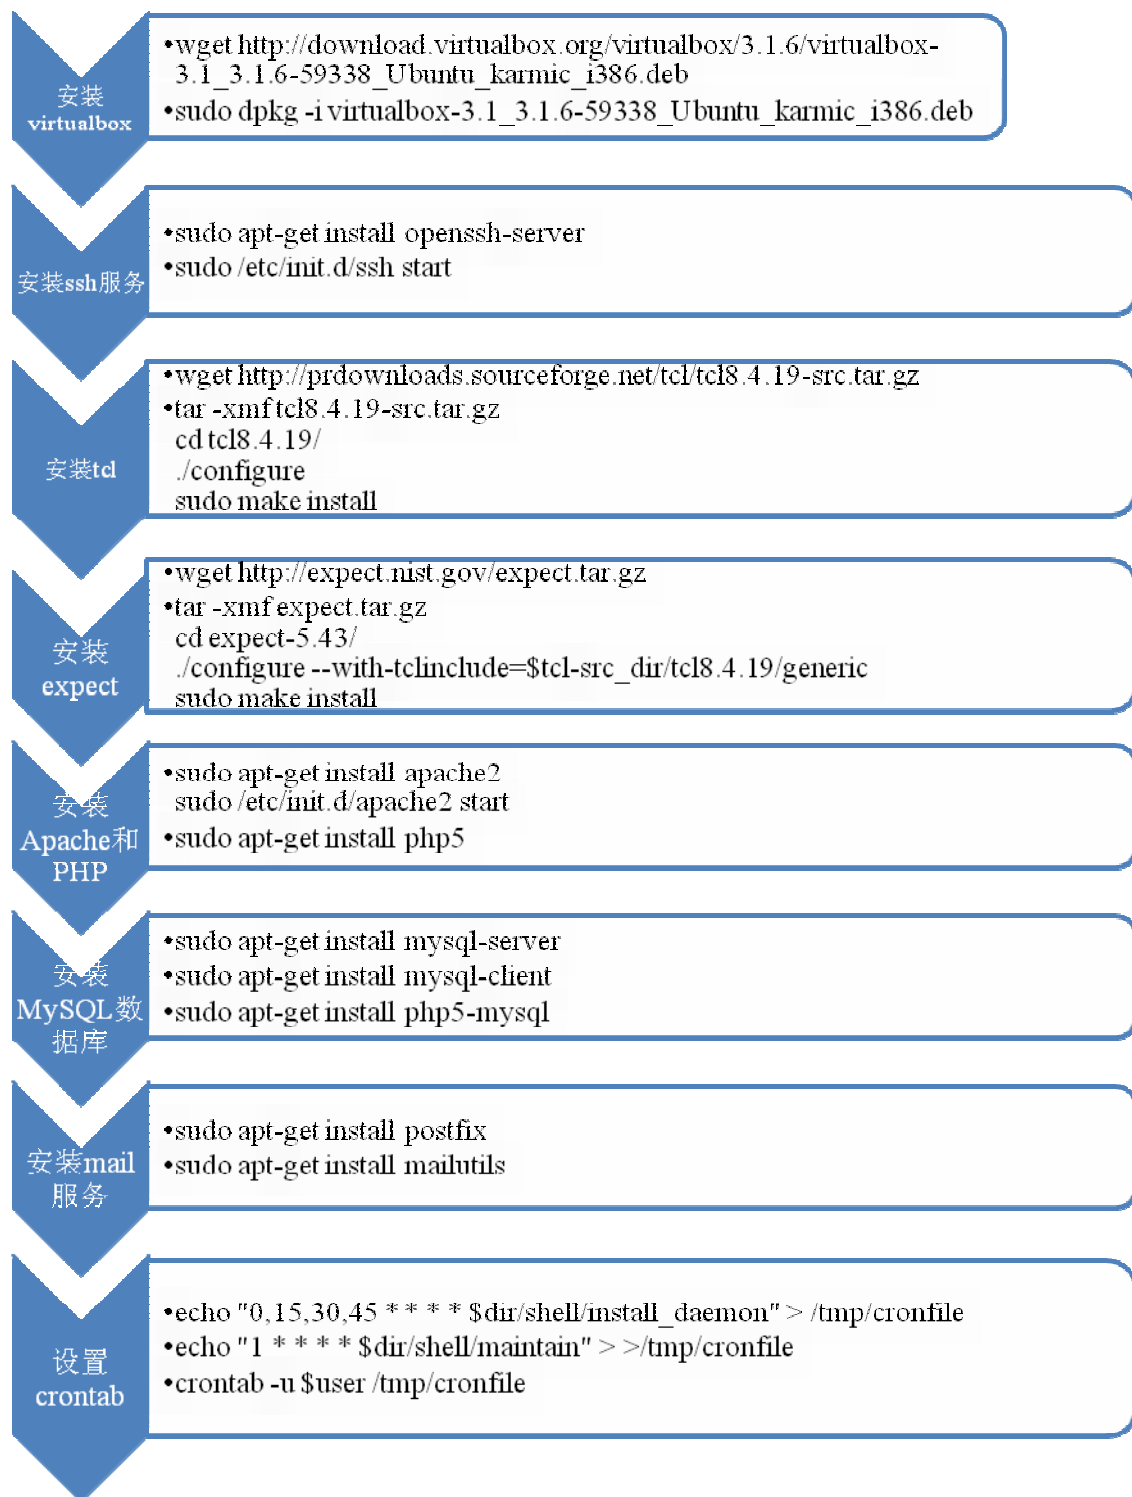 安装
virtualbox
•wget http://download.virtualbox.org/virtualbox/3.1.6/virtualbox-
3.1_3.1.6-59338_Ubuntu_karmic_i386.deb
•sudo dpkg -i virtualbox-3.1_3.1.6-59338_Ubuntu_karmic_i386.deb
安装ssh服务
•sudo apt-get install openssh-server
•sudo /etc/init.d/ssh start
安装tcl
•wget http://prdownloads.sourceforge.net/tcl/tcl8.4.19-src.tar.gz
•tar -xmf tcl8.4.19-src.tar.gz
cd tcl8.4.19/
./configure
sudo make install
安装
expect
•wget http://expect.nist.gov/expect.tar.gz
•tar -xmf expect.tar.gz
cd expect-5.43/
./configure --with-tclinclude=$tcl-src_dir/tcl8.4.19/generic
sudo make install
安装
Apache和
PHP
•sudo apt-get install apache2
sudo /etc/init.d/apache2 start
•sudo apt-get install php5
安装
MySQL数
据库
•sudo apt-get install mysql-server
•sudo apt-get install mysql-client
•sudo apt-get install php5-mysql
安装mail
服务
•sudo apt-get install postfix
•sudo apt-get install mailutils
设置
crontab
•echo "0,15,30,45 * * * * $dir/shell/install_daemon" > /tmp/cronfile
•echo "1 * * * * $dir/shell/maintain" > >/tmp/cronfile
•crontab -u $user /tmp/cronfile